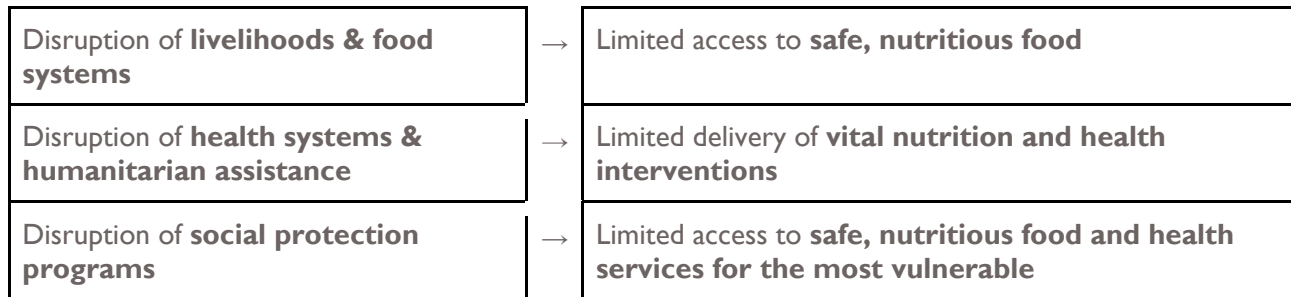 Disruption of livelihoods & food
systems
→
Limited access to safe, nutritious food
Disruption of health systems &
humanitarian assistance
→
Limited delivery of vital nutrition and health
interventions
Disruption of social protection
programs
→
Limited access to safe, nutritious food and health
services for the most vulnerable